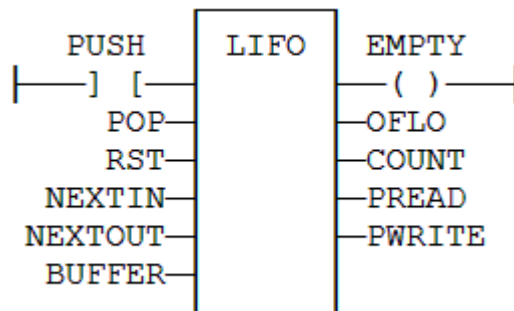 PUSH LIFO EMPTY
] [ ( )
POP OFLO
RST COUNT
NEXTIN PREAD
NEXTOUT PWRITE
BUFFER